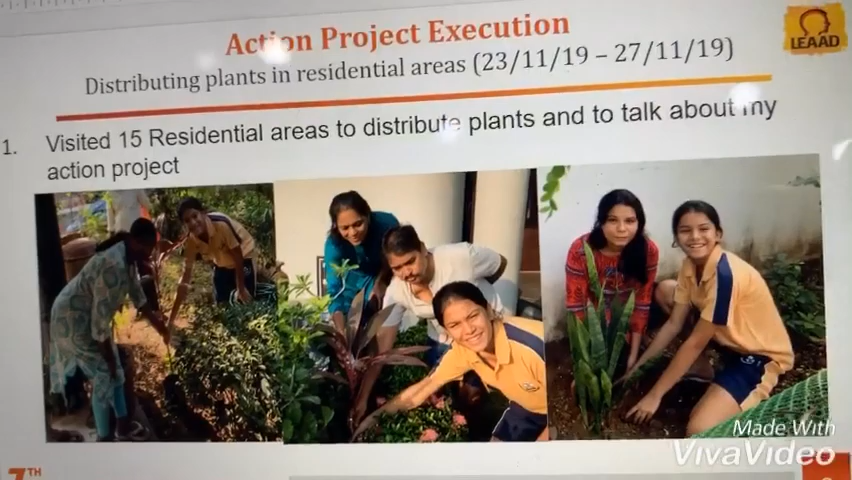 Action Project Execution
LEAAD
Distributing plants in residential areas (23/11/19 – 27/11/19)
1. Visited 15 Residential areas to distribute plants and to talk about my
action project
Made With
VivaVideo
7TH